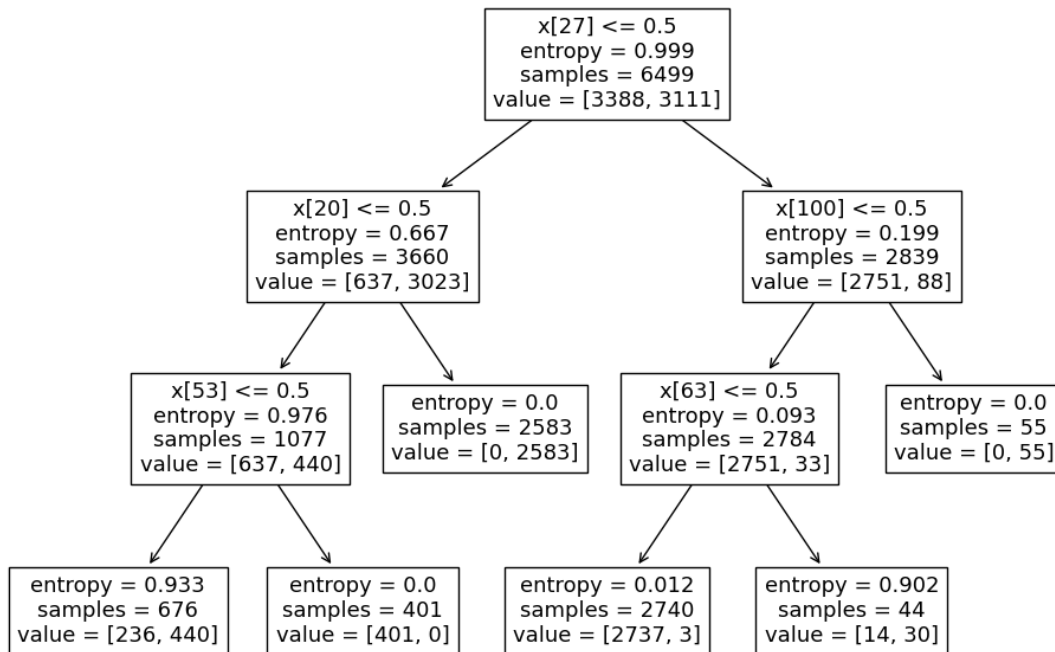 x[27] <= 0.5
entropy = 0.999
samples = 6499
value = [3388, 3111]
x[20] <= 0.5
entropy = 0.667
samples = 3660
value = [637, 3023]
x[100] <= 0.5
entropy = 0.199
samples = 2839
value = [2751, 88]
x[53] <= 0.5
entropy = 0.976
samples = 1077
value = [637, 440]
entropy = 0.0
samples = 2583
value = [0, 2583]
x[63] <= 0.5
entropy = 0.093
samples = 2784
value = [2751, 33]
entropy = 0.0
samples = 55
value = [0, 55]
entropy = 0.933
samples = 676
value = [236, 440]
entropy = 0.0
samples = 401
value = [401, 0]
entropy = 0.012
samples = 2740
value = [2737, 3]
entropy = 0.902
samples = 44
value = [14, 30]